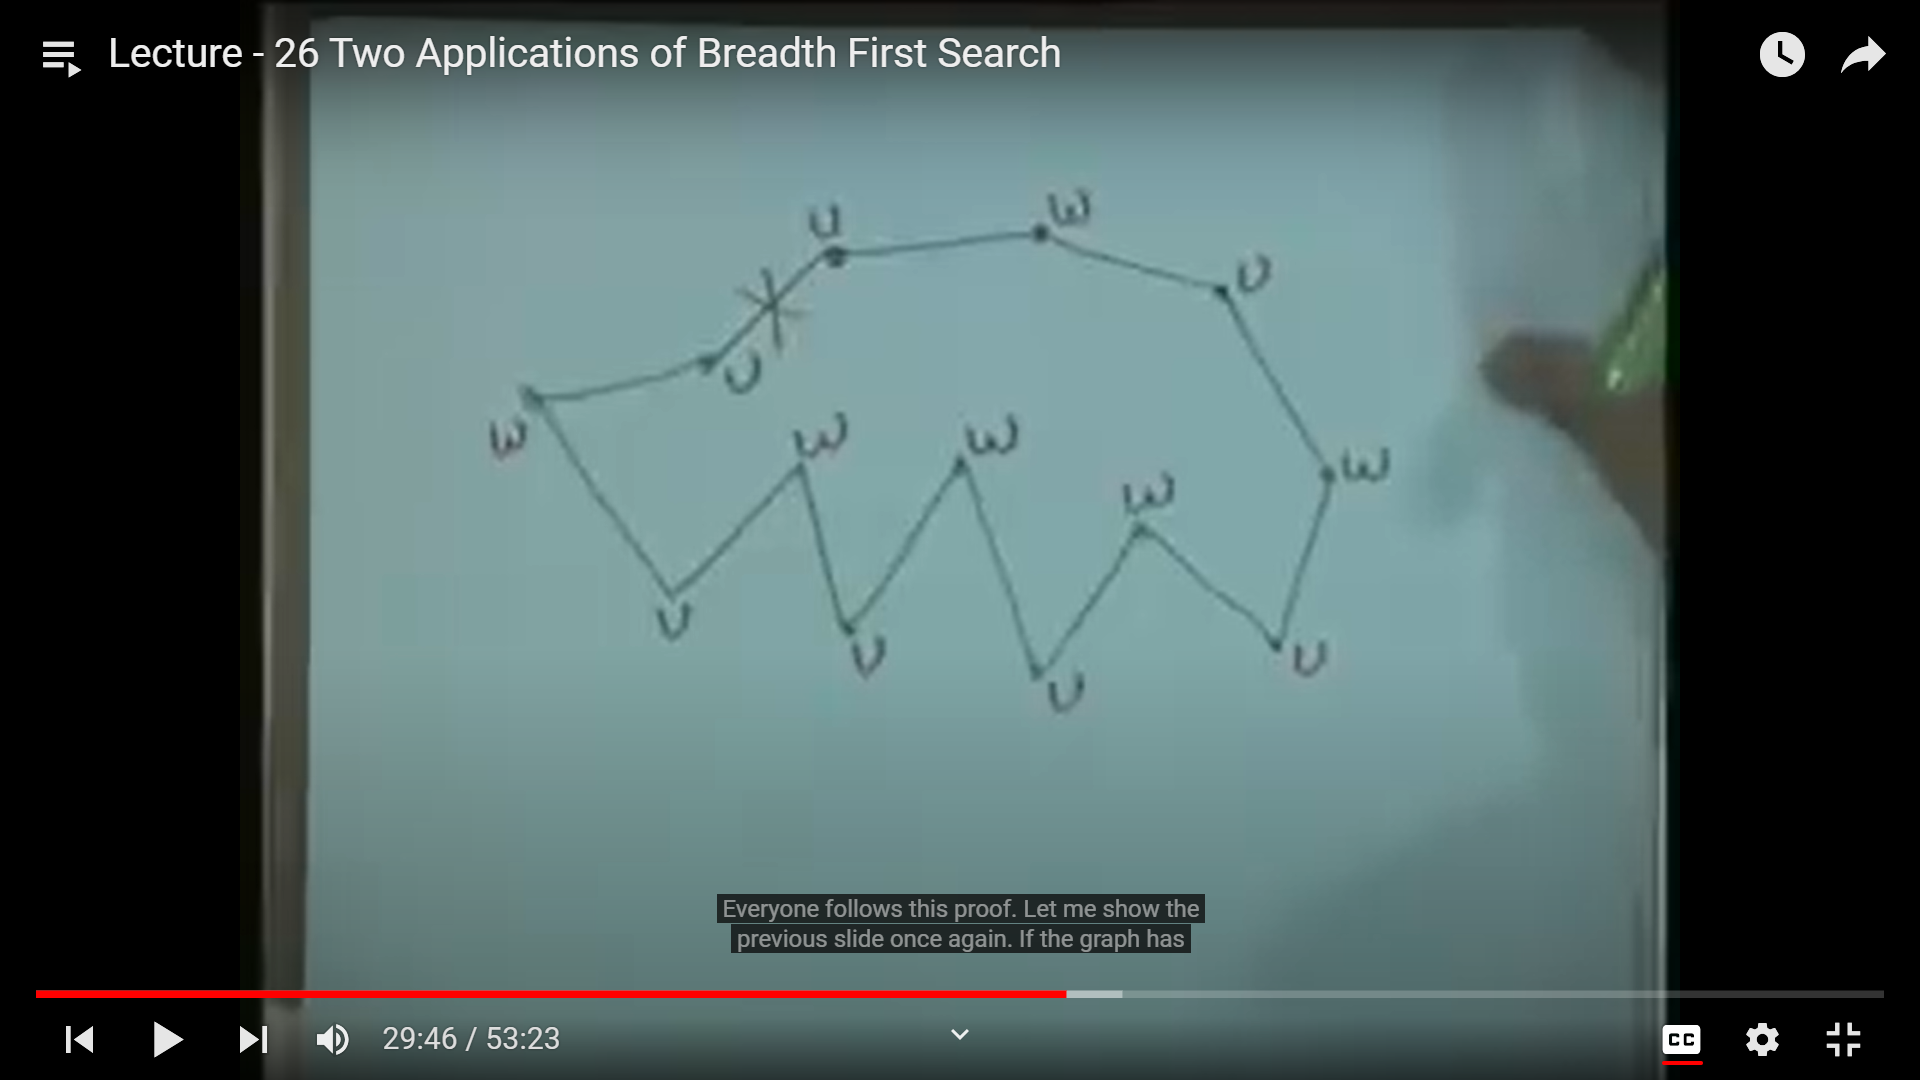 Lecture - 26 Two Applications of Breadth First Search
U
W
U
U
W
W
W
W
W
U
U
U
U
Everyone follows this proof. Let me show the
previous slide once again. If the graph has
29:46 / 53:23
CC